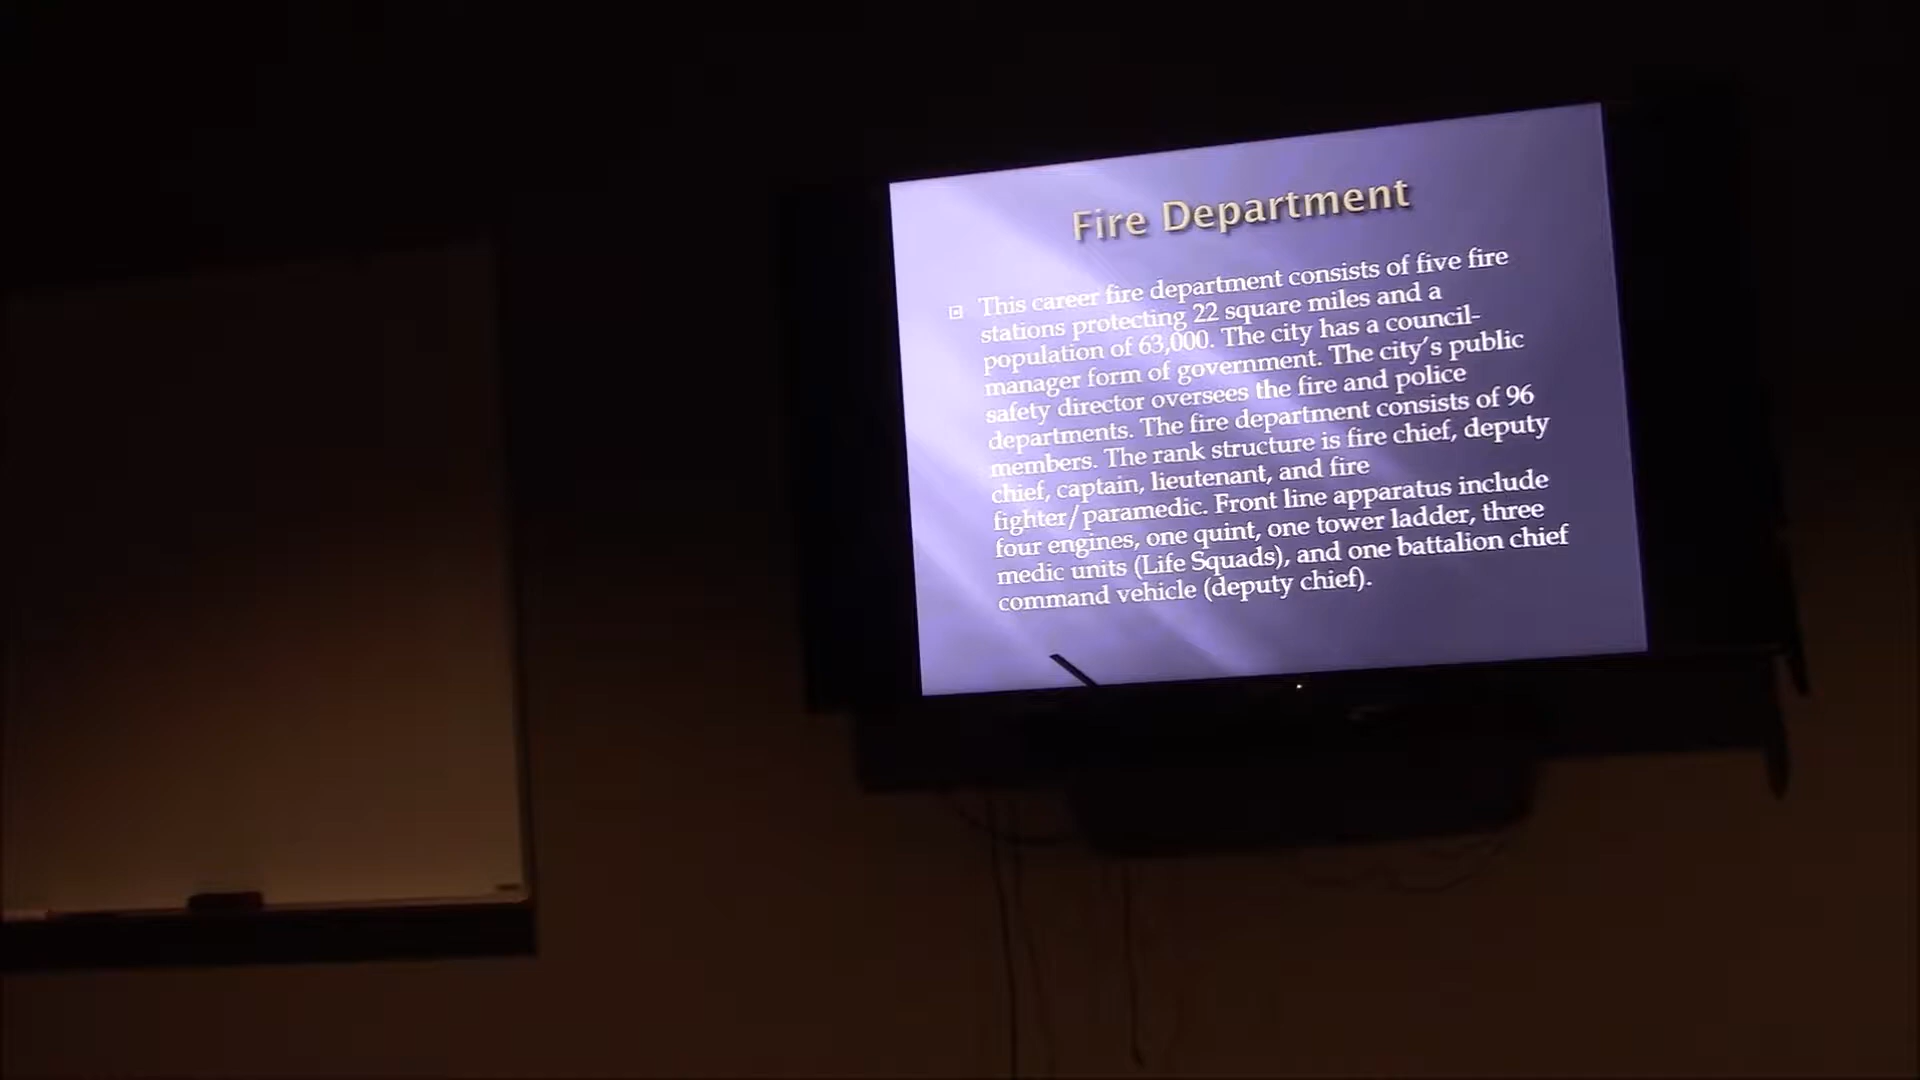 Fire Department
This career fire department consists of five fire
stations protecting 22 square miles and a
population of 63,000. The city has a council-
manager form of government. The city's public
safety director oversees the fire and police
departments. The fire department consists of 96
members. The rank structure is fire chief, deputy
chief, captain, lieutenant, and fire
fighter/paramedic. Front line apparatus include
four engines, one quint, one tower ladder, three
medic units (Life Squads), and one battalion chief
command vehicle (deputy chief).